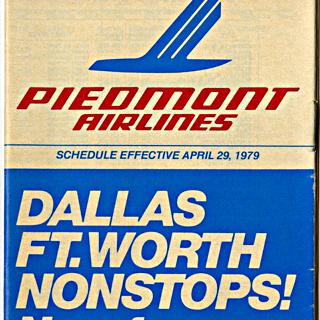 PIEDMONT
AIRLINES
SCHEDULE EFFECTIVE APRIL 29, 1979
DALLAS
FT. WORTH
NONSTOPS!